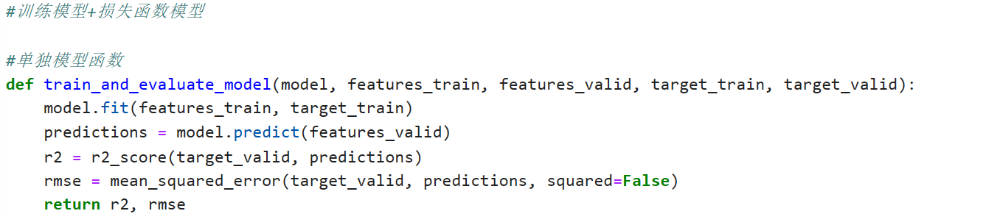 #训练模型+损失函数模型
#单独模型函数
def train_and_evaluate_model(model, features_train, features_valid, target_train, target_valid):
    model.fit(features_train, target_train)
    predictions = model.predict(features_valid)
    r2 = r2_score(target_valid, predictions)
    rmse = mean_squared_error(target_valid, predictions, squared=False)
    return r2, rmse